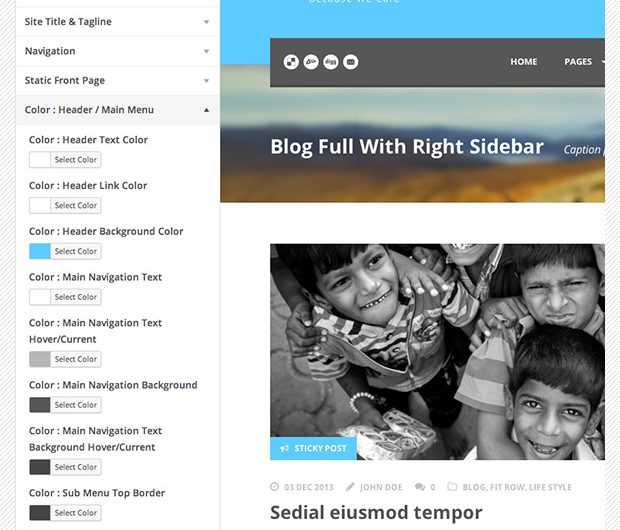 Because We Care
Site Title & Tagline
Navigation
Static Front Page
Color : Header / Main Menu
Color : Header Text Color
Select Color
Color : Header Link Color
Select Color
Color : Header Background Color
Select Color
Color : Main Navigation Text
Select Color
Color : Main Navigation Text
Hover/Current
Select Color
Color : Main Navigation Background
Select Color
Color : Main Navigation Text
Background Hover/Current
Select Color
Color : Sub Menu Top Border
Select Color
digg
HOME PAGES
Blog Full With Right Sidebar Caption
STICKY POST
03 DEC 2013 JOHN DOE 0 BLOG, FIT ROW, LIFE STYLE
Sedial eiusmod tempor